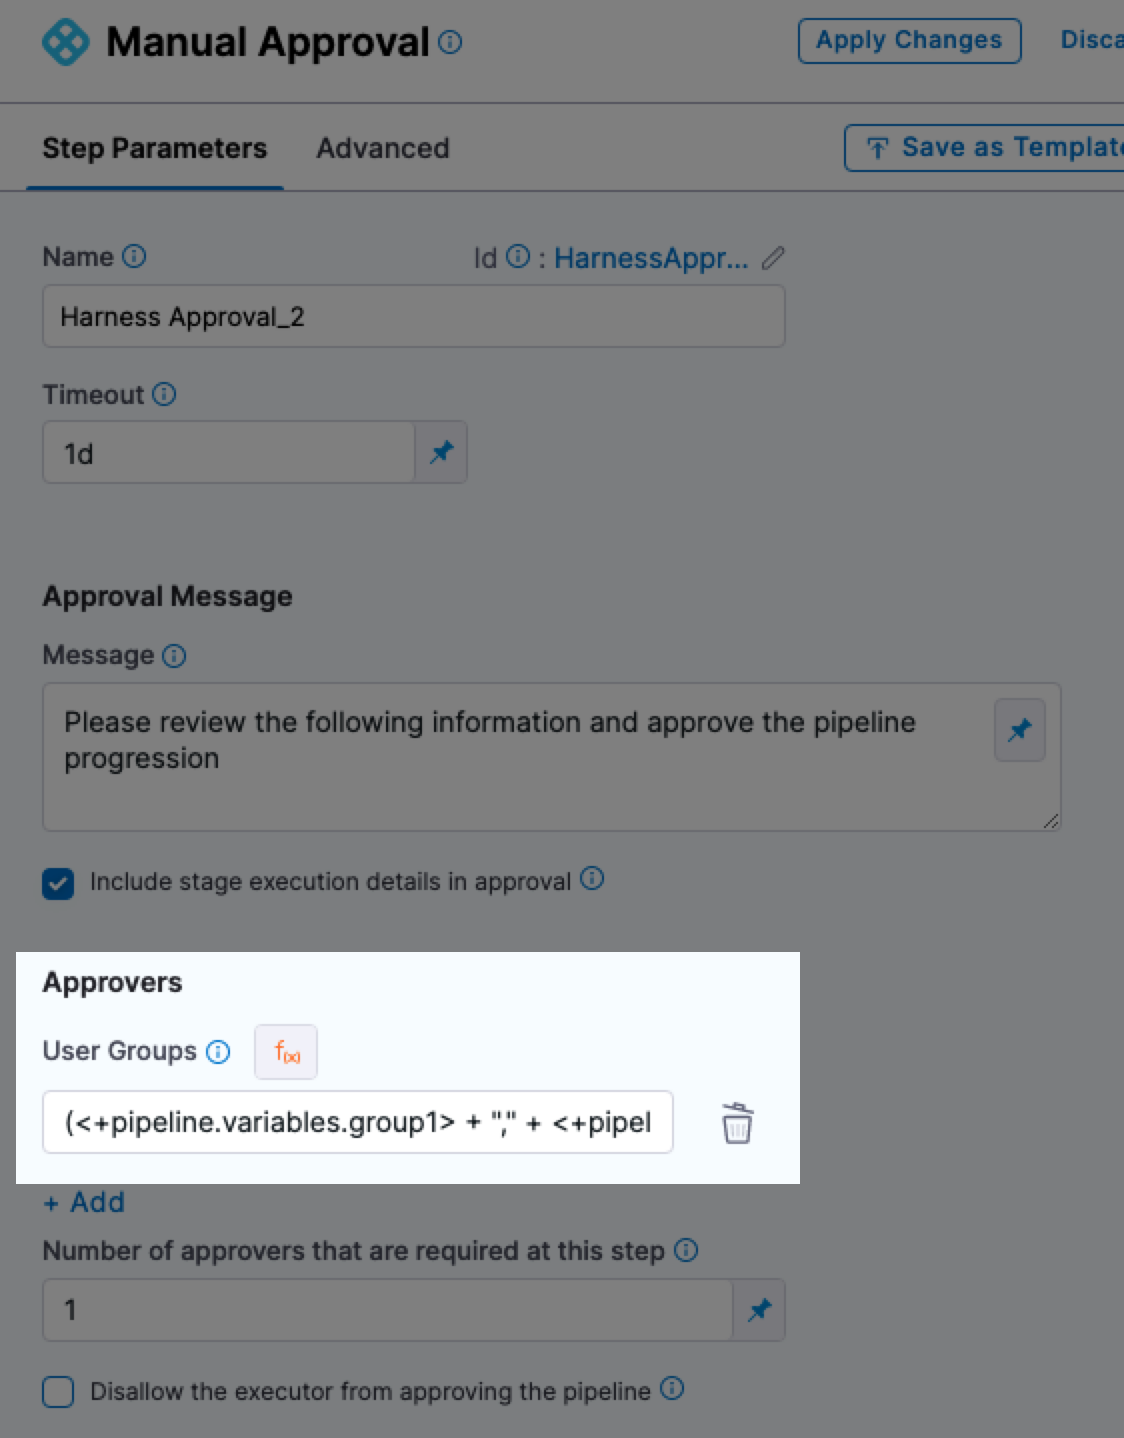 Manual Approval
Apply Changes
Disca
Step Parameters
Advanced
Save as Template
Name
Id : HarnessAppr...
Harness Approval_2
Timeout
1d
Approval Message
Message
Please review the following information and approve the pipeline
progression
Include stage execution details in approval
Approvers
User Groups
f(x)
(<+pipeline.variables.group1> + "," + <+pipel
+ Add
Number of approvers that are required at this step
1
Disallow the executor from approving the pipeline